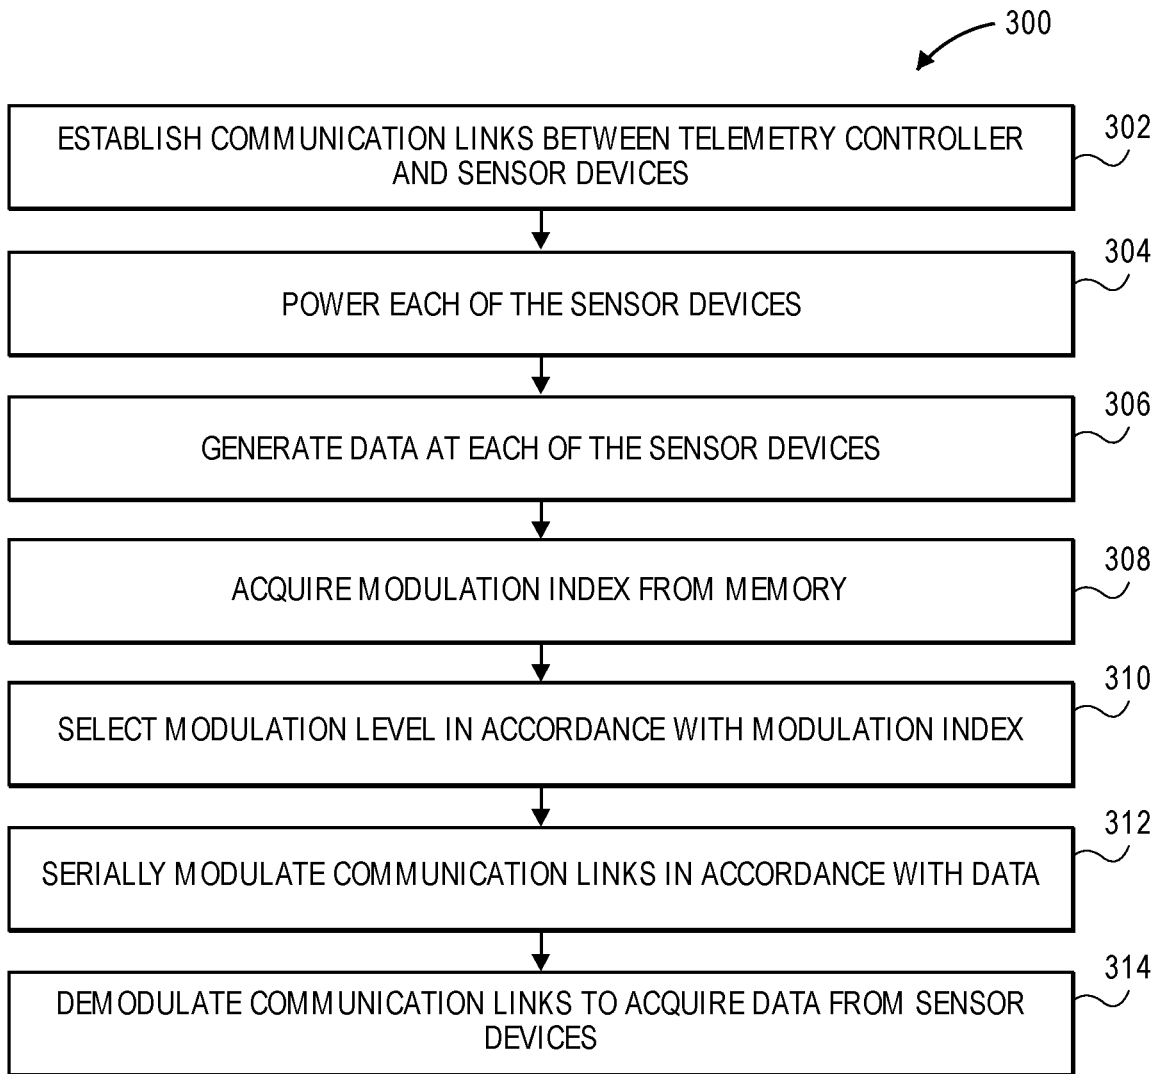 300
302
ESTABLISH COMMUNICATION LINKS BETWEEN TELEMETRY CONTROLLER
AND SENSOR DEVICES
304
POWER EACH OF THE SENSOR DEVICES
306
GENERATE DATA AT EACH OF THE SENSOR DEVICES
308
ACQUIRE MODULATION INDEX FROM MEMORY
310
SELECT MODULATION LEVEL IN ACCORDANCE WITH MODULATION INDEX
312
SERIALLY MODULATE COMMUNICATION LINKS IN ACCORDANCE WITH DATA
314
DEMODULATE COMMUNICATION LINKS TO ACQUIRE DATA FROM SENSOR
DEVICES